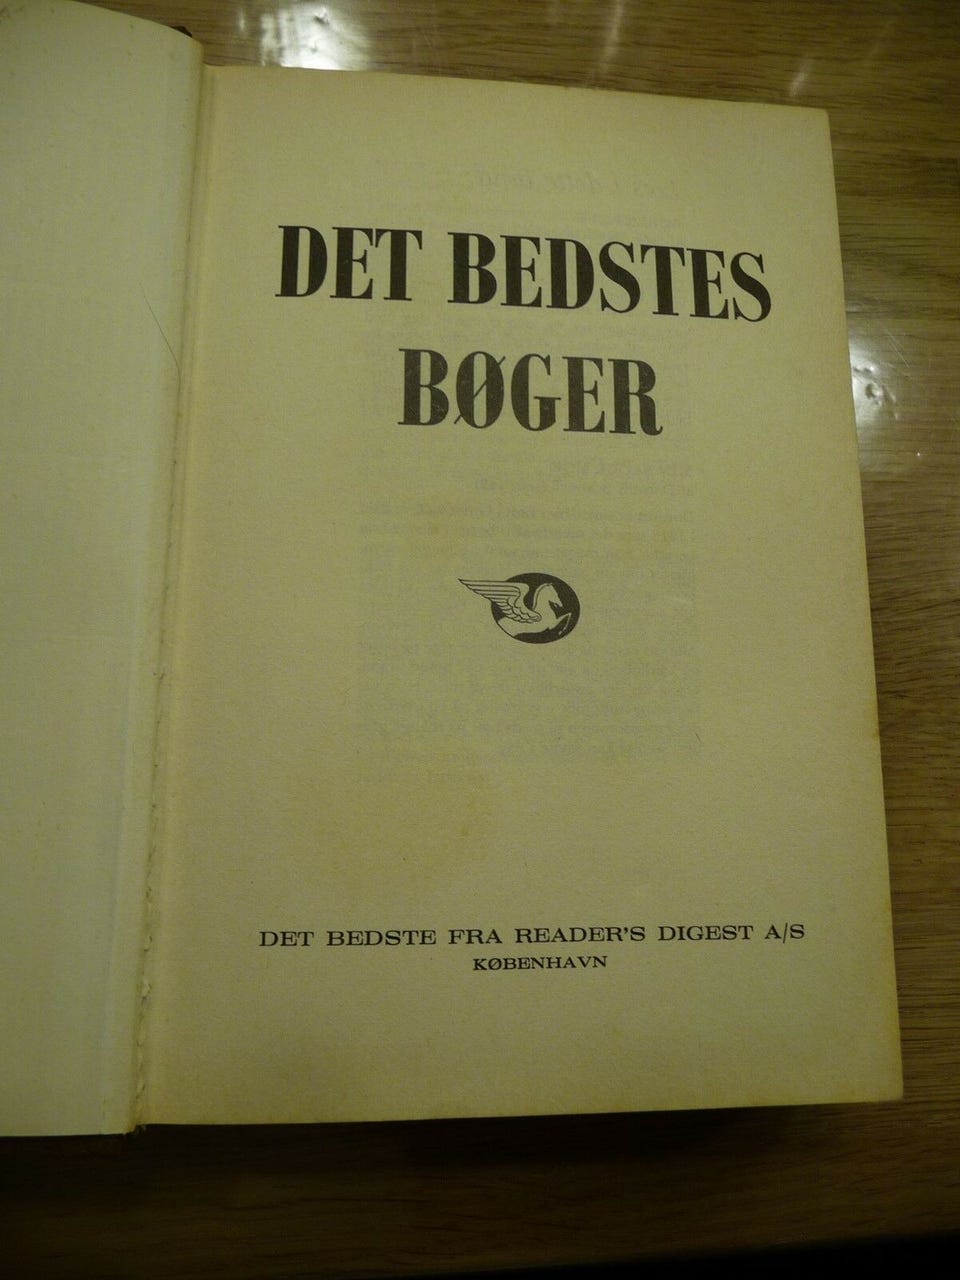 DET BEDSTES
BØGER
DET BEDSTE FRA READER'S DIGEST A/S
KØBENHAVN